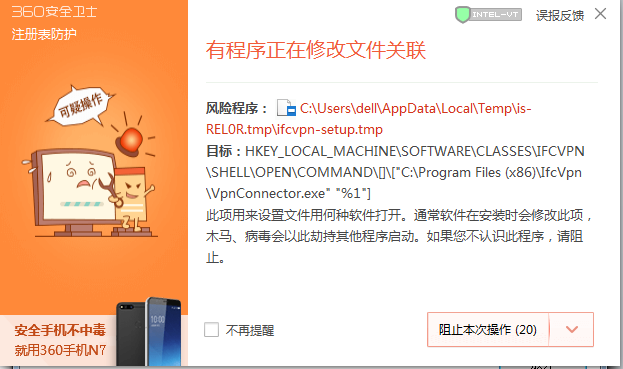 360安全卫士
注册表防护
INTEL-VT
误报反馈
有程序正在修改文件关联
可疑操作
风险程序： C:\Users\dell\AppData\Local\Temp\is-
REL0R.tmp\ifcvpn-setup.tmp
目标：HKEY_LOCAL_MACHINE\SOFTWARE\CLASSES\IFCVPN
\SHELL\OPEN\COMMAND\[]\["C:\Program Files (x86)\IfcVpn
\VpnConnector.exe" "%1"]
此项用来设置文件用何种软件打开。通常软件在安装时会修改此项，
木马、病毒会以此劫持其他程序启动。如果您不认识此程序，请阻
止。
安全手机不中毒
就用360手机N7
不再提醒
阻止本次操作 (20)